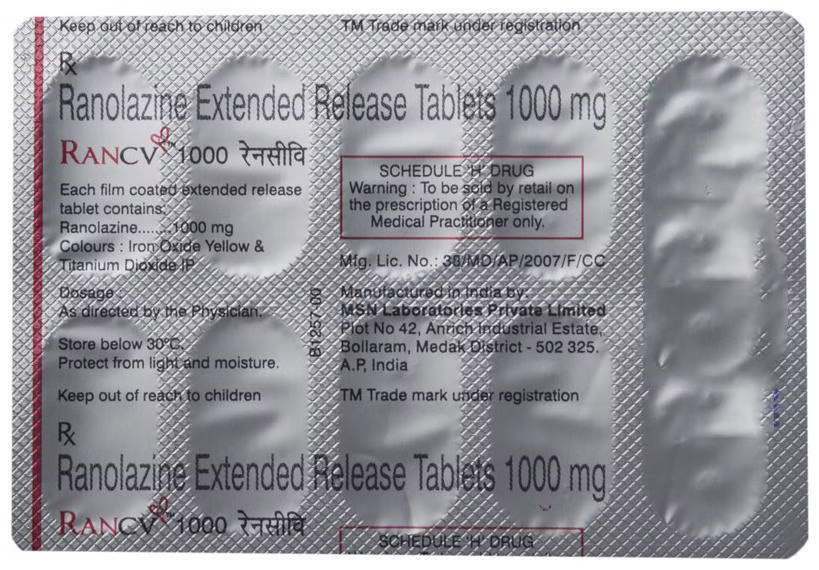 Keep out of reach to children
TM Trade mark under registration
Rx
Ranolazine Extended Release Tablets 1000 mg
RANCV™1000 रेनसीवि
Each film coated extended release
tablet contains:
Ranolazine.......1000 mg
Colours : Iron Oxide Yellow &
Titanium Dioxide IP
Dosage :
As directed by the Physician.
Store below 30°C.
Protect from light and moisture.
SCHEDULE 'H' DRUG
Warning : To be sold by retail on
the prescription of a Registered
Medical Practitioner only.
Mfg. Lic. No.: 38/MD/AP/2007/F/CC
Manufactured in India by:
MSN Laboratories Private Limited
Plot No 42, Anrich Industrial Estate,
Bollaram, Medak District - 502 325.
A.P, India
B1257-00
Keep out of reach to children
TM Trade mark under registration
Rx
Ranolazine Extended Release Tablets 1000 mg
RANCV™1000 रेनसीवि
SCHEDULE 'H' DRUG